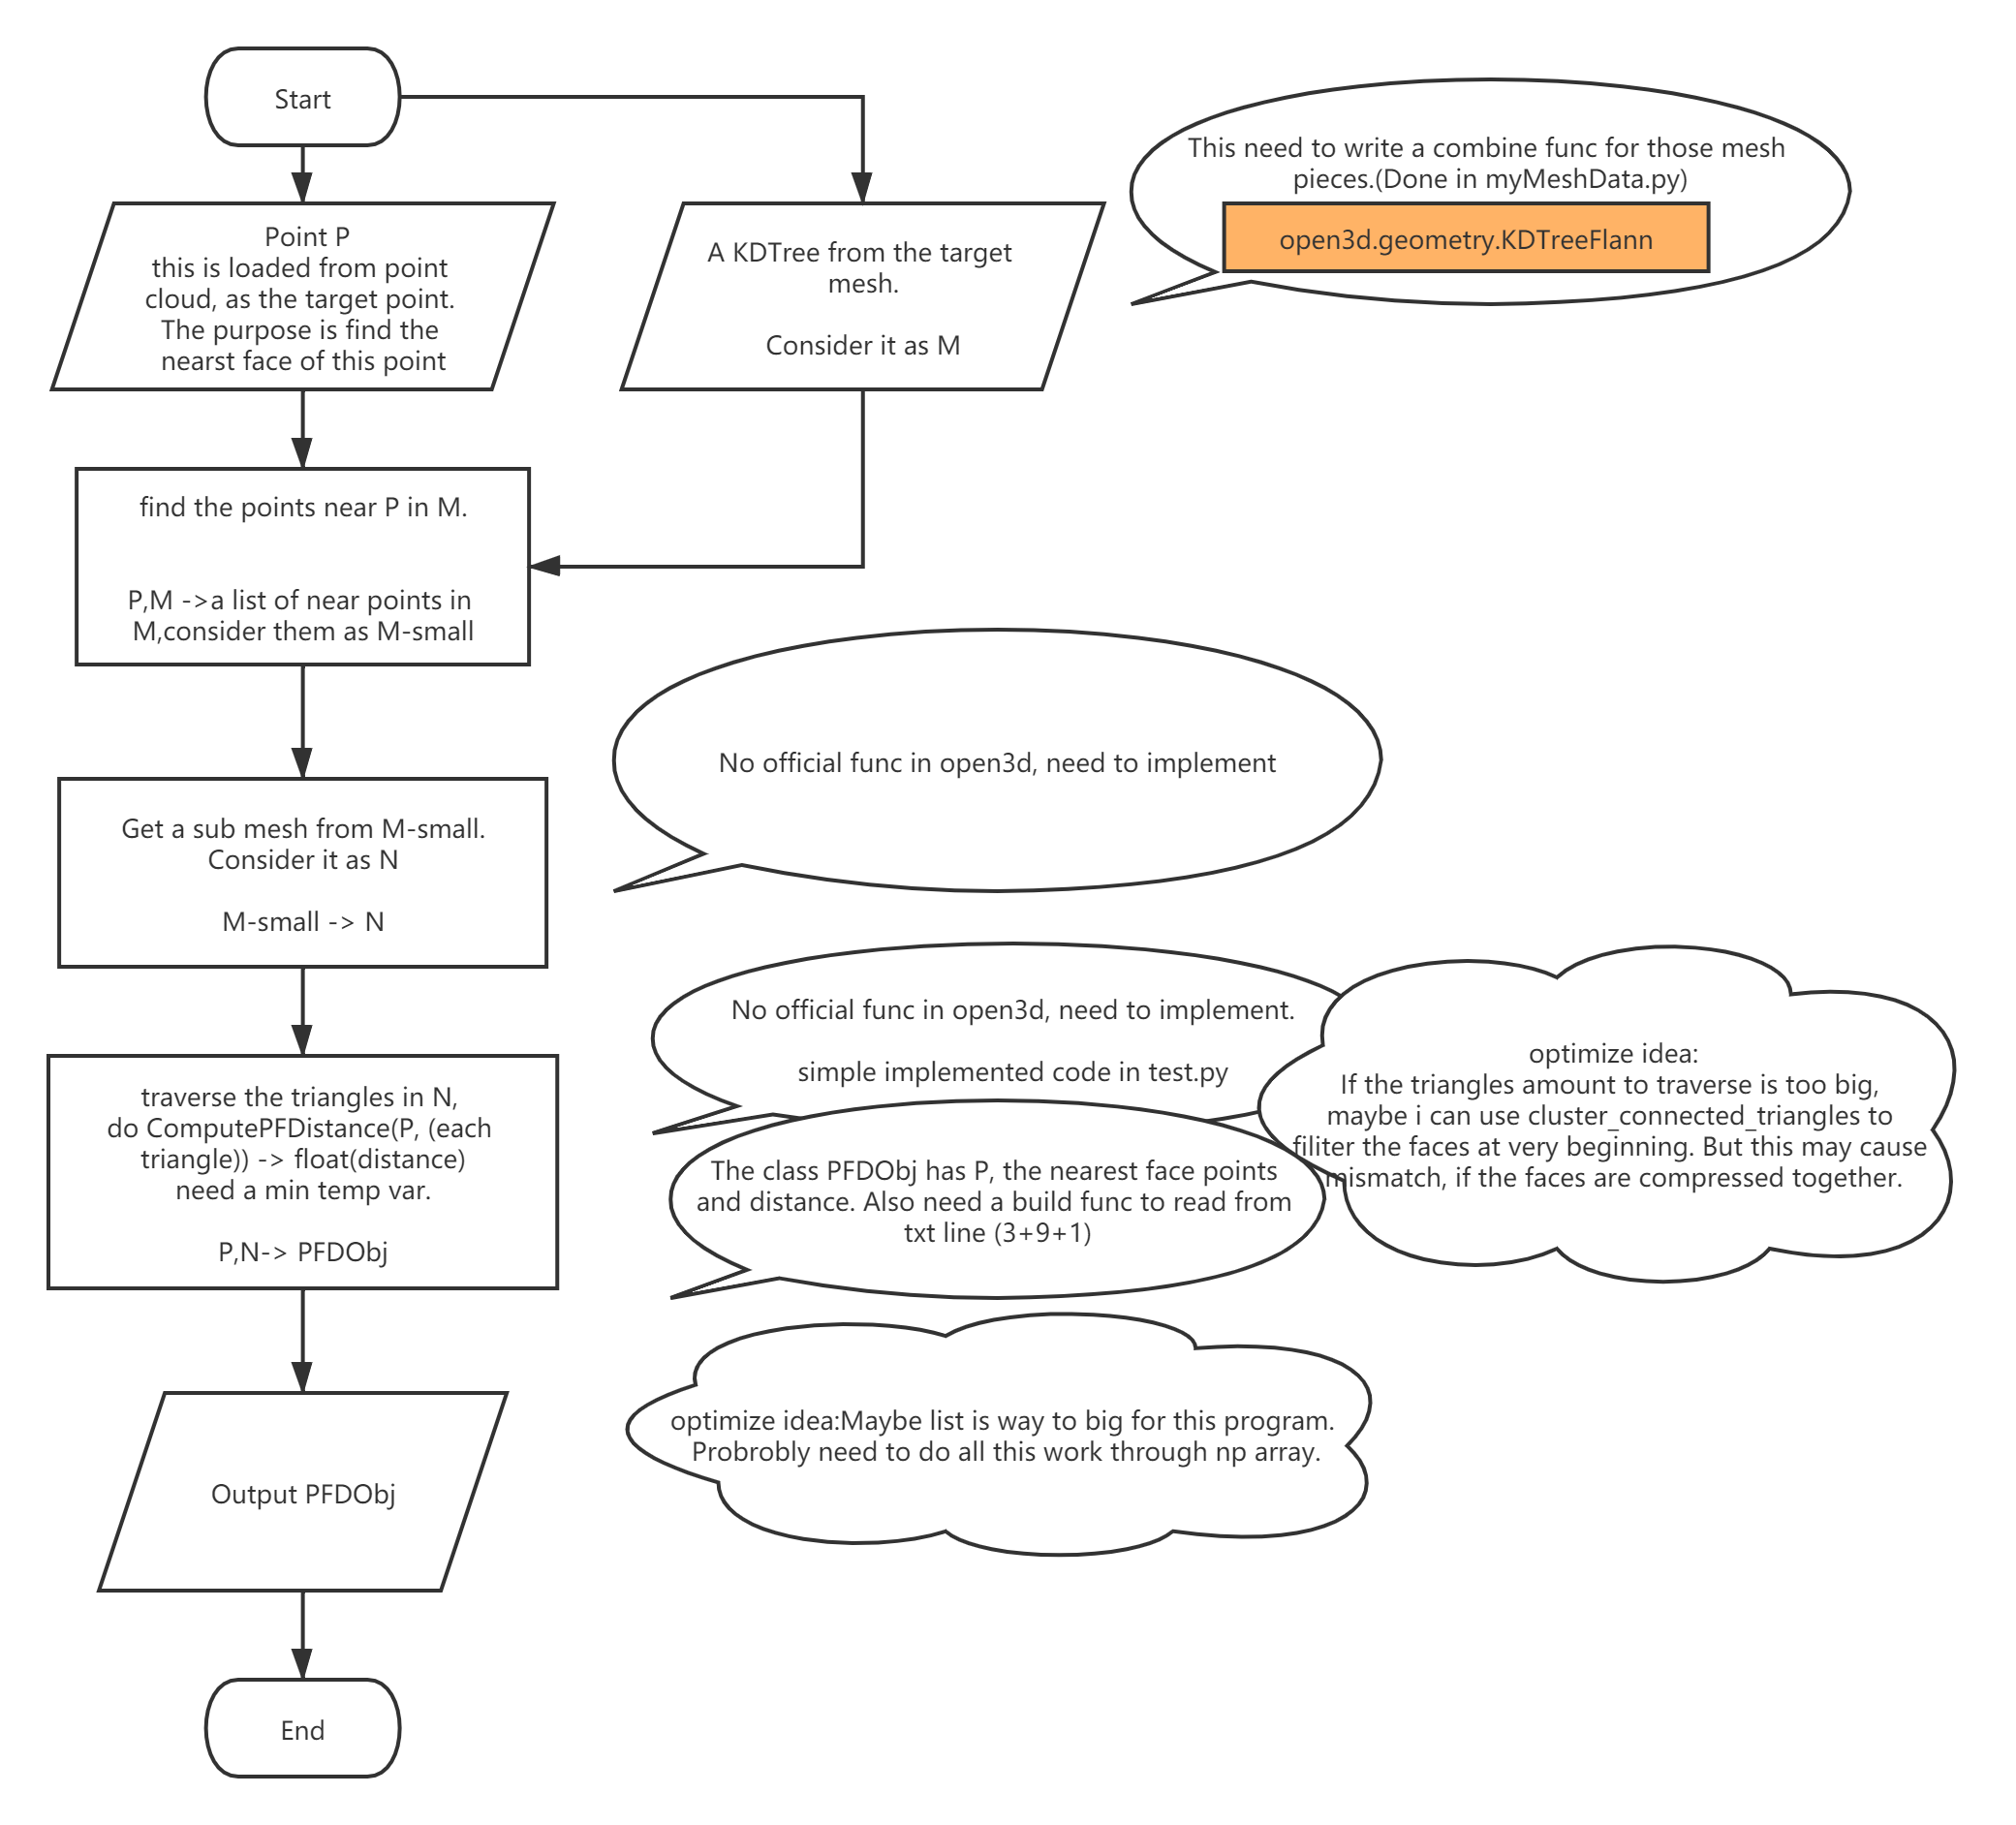 Start
Point P
this is loaded from point
cloud, as the target point.
The purpose is find the
nearst face of this point
A KDTree from the target
mesh.
Consider it as M
This need to write a combine func for those mesh
pieces.(Done in myMeshData.py)
open3d.geometry.KDTreeFlann
find the points near P in M.
P,M ->a list of near points in
M,consider them as M-small
No official func in open3d, need to implement
Get a sub mesh from M-small.
Consider it as N
M-small -> N
No official func in open3d, need to implement.
simple implemented code in test.py
optimize idea:
If the triangles amount to traverse is too big,
maybe i can use cluster_connected_triangles to
filiter the faces at very beginning. But this may cause
mismatch, if the faces are compressed together.
traverse the triangles in N,
do ComputePFDistance(P, (each
triangle)) -> float(distance)
need a min temp var.
P,N-> PFDObj
The class PFDObj has P, the nearest face points
and distance. Also need a build func to read from
txt line (3+9+1)
optimize idea:Maybe list is way to big for this program.
Probrobly need to do all this work through np array.
Output PFDObj
End